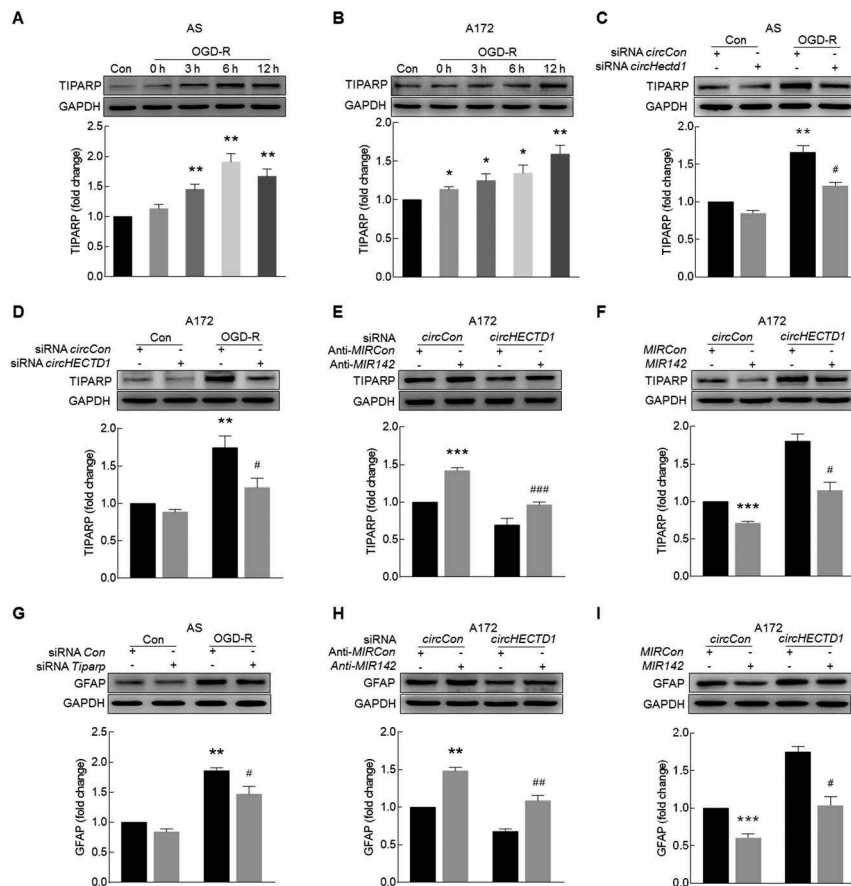 A
AS
OGD-R
Con 0 h 3 h 6 h 12 h
TIPARP
GAPDH
TIPARP (fold change)
2.5
2.0
1.5
1.0
0.5
0.0
**
**
**
B
A172
OGD-R
Con 0 h 3 h 6 h 12 h
TIPARP
GAPDH
TIPARP (fold change)
2.0
1.5
1.0
0.5
0.0
*
*
*
**
C
AS
Con OGD-R
siRNA circCon + - + -
siRNA circHectd1 - + - +
TIPARP
GAPDH
TIPARP (fold change)
2.0
1.5
1.0
0.5
0.0
**
#
D
A172
Con OGD-R
siRNA circCon + - + -
siRNA circHECTD1 - + - +
TIPARP
GAPDH
TIPARP (fold change)
2.0
1.5
1.0
0.5
0.0
**
#
E
A172
siRNA circCon circHECTD1
Anti-MIRCon + - + -
Anti-MIR142 - + - +
TIPARP
GAPDH
TIPARP (fold change)
2.0
1.5
1.0
0.5
0.0
***
###
F
A172
circCon circHECTD1
MIRCon + - + -
MIR142 - + - +
TIPARP
GAPDH
TIPARP (fold change)
2.0
1.5
1.0
0.5
0.0
***
#
G
AS
Con OGD-R
siRNA Con + - + -
siRNA Tiparp - + - +
GFAP
GAPDH
GFAP (fold change)
2.5
2.0
1.5
1.0
0.5
0.0
**
#
H
A172
siRNA circCon circHECTD1
Anti-MIRCon + - + -
Anti-MIR142 - + - +
GFAP
GAPDH
GFAP (fold change)
2.0
1.5
1.0
0.5
0.0
**
##
I
A172
circCon circHECTD1
MIRCon + - + -
MIR142 - + - +
GFAP
GAPDH
GFAP (fold change)
2.0
1.5
1.0
0.5
0.0
***
#